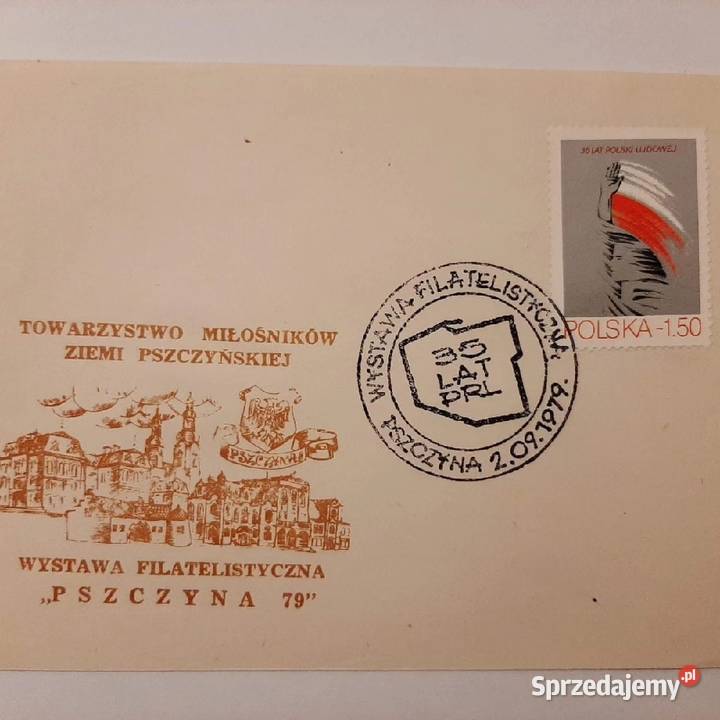 35 LAT POLSKI LUDOWEJ
POLSKA -1.50
WYSTAWA FILATELISTYCZNA
35
LAT
PRL
PSZCZYNA 2.09.1979.
TOWARZYSTWO MIŁOŚNIKÓW
ZIEMI PSZCZYŃSKIEJ
PSZCZYNA
WYSTAWA FILATELISTYCZNA
„PSZCZYNA 79”
Sprzedajemy.pl